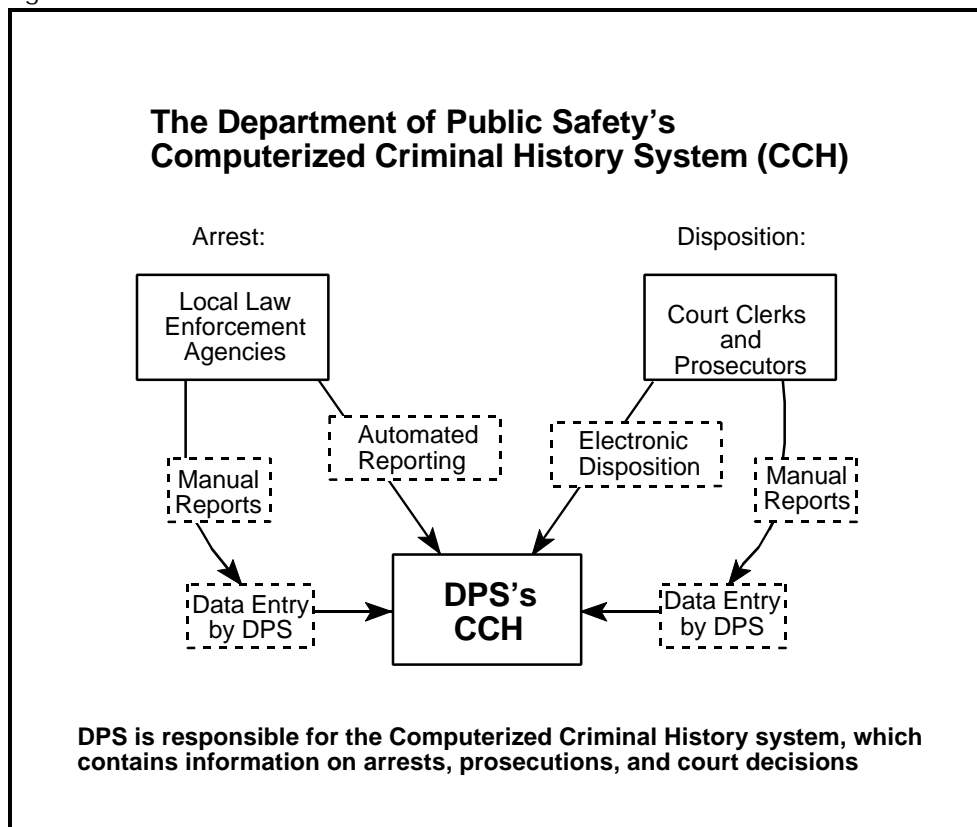 The Department of Public Safety's
Computerized Criminal History System (CCH)
Arrest:
Disposition:
Local Law
Enforcement
Agencies
Court Clerks
and
Prosecutors
Automated
Reporting
Electronic
Disposition
Manual
Reports
Manual
Reports
Data Entry
by DPS
DPS's
CCH
Data Entry
by DPS
DPS is responsible for the Computerized Criminal History system, which
contains information on arrests, prosecutions, and court decisions